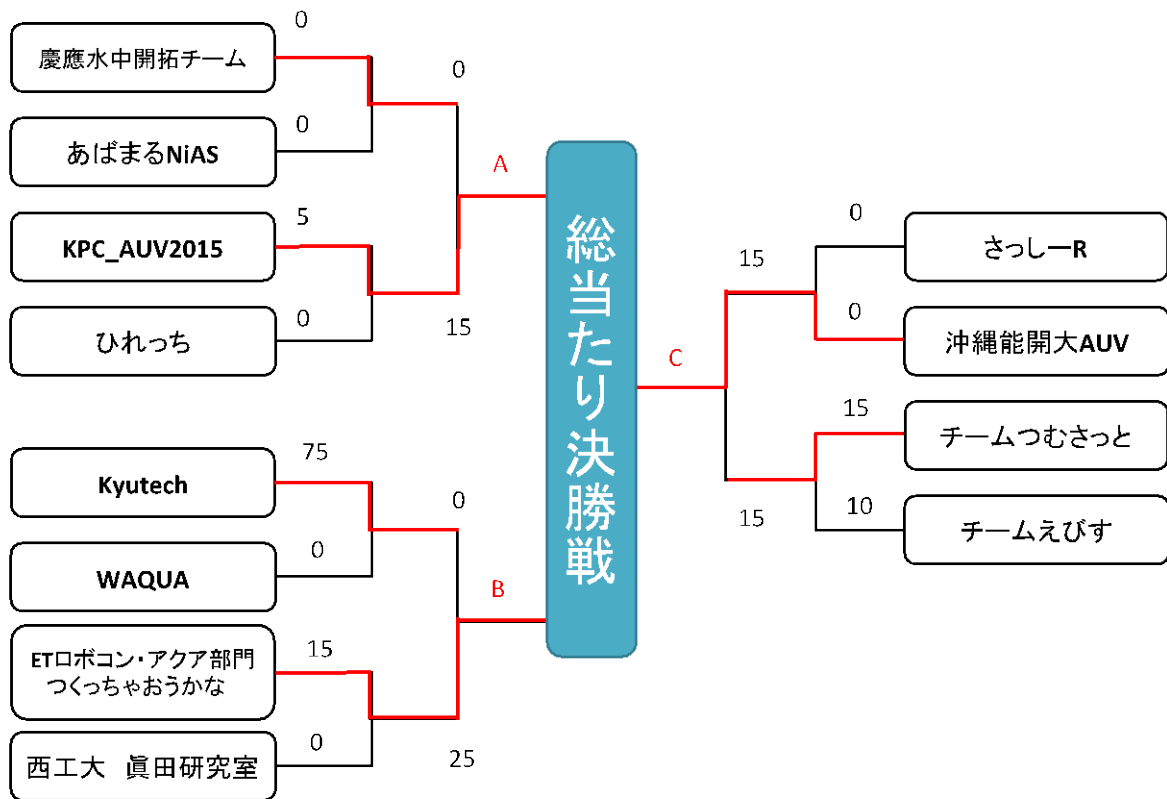 0
慶應水中開拓チーム
0
0
あばまるNiAS
A
5
KPC_AUV2015
0
ひれっち
15
75
Kyutech
0
0
WAQUA
B
15
ETロボコン・アクア部門
つくっちゃおうかな
0
西工大 眞田研究室
25
総当たり決勝戦
C
0
さっしーR
15
0
沖縄能開大AUV
15
チームつむさっと
15
10
チームえびす